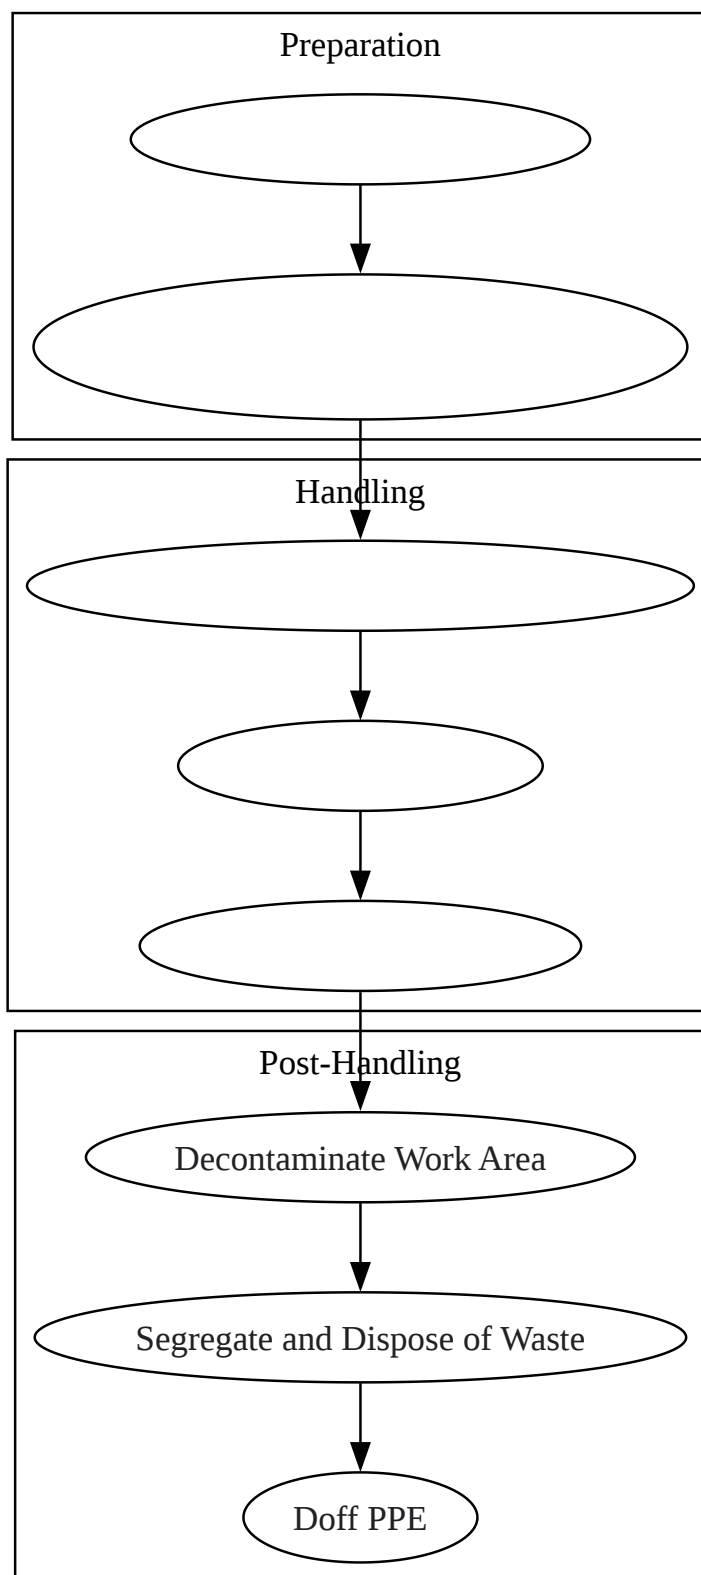 Preparation
Handling
Post-Handling
Decontaminate Work Area
Segregate and Dispose of Waste
Doff PPE